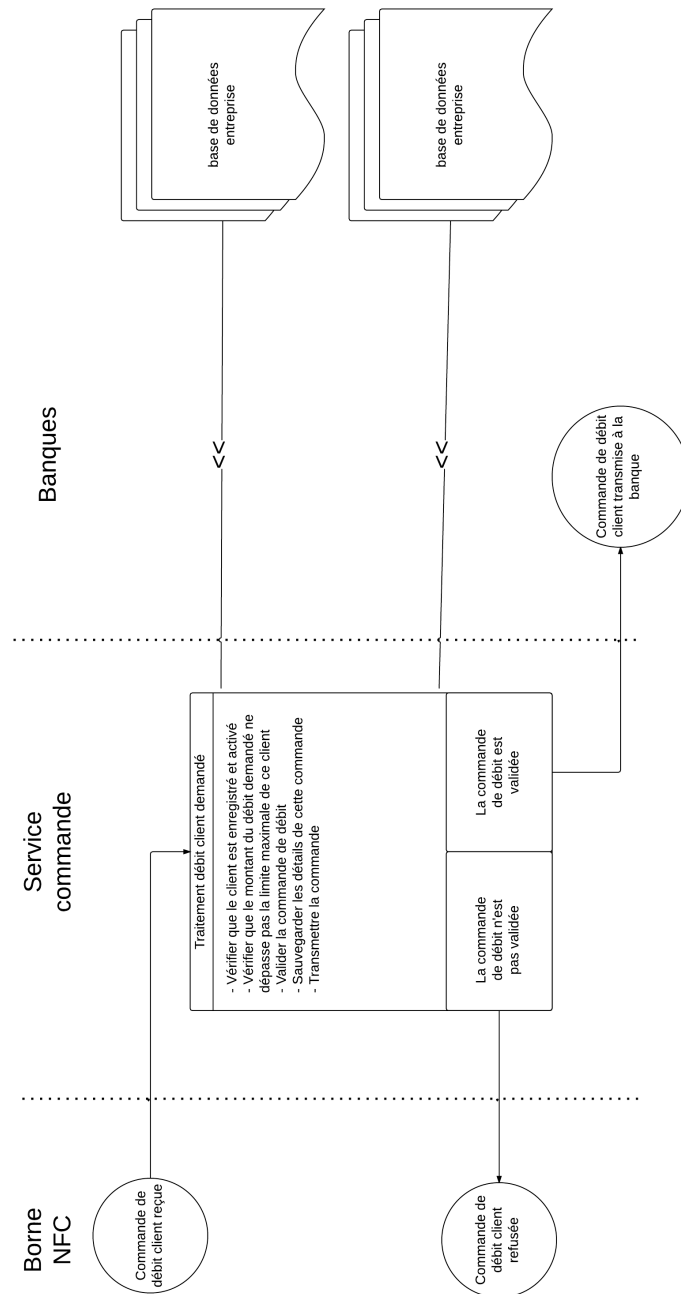 Borne
NFC
Service
commande
Banques
Commande de
débit client reçue
Traitement débit client demandé
- Vérifier que le client est enregistré et activé
- Vérifier que le montant du débit demandé ne
dépasse pas la limite maximale de ce client
- Valider la commande de débit
- Sauvegarder les détails de cette commande
- Transmettre la commande
La commande
de débit n'est
pas validée
La commande
de débit est
validée
<<
<<
base de données
entreprise
base de données
entreprise
Commande de
débit client
refusée
Commande de débit
client transmise à la
banque